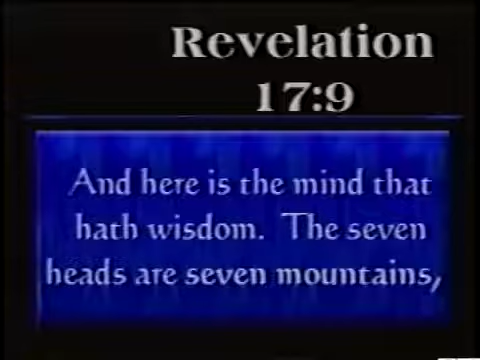 Revelation
17:9
And here is the mind that
hath wisdom. The seven
heads are seven mountains,